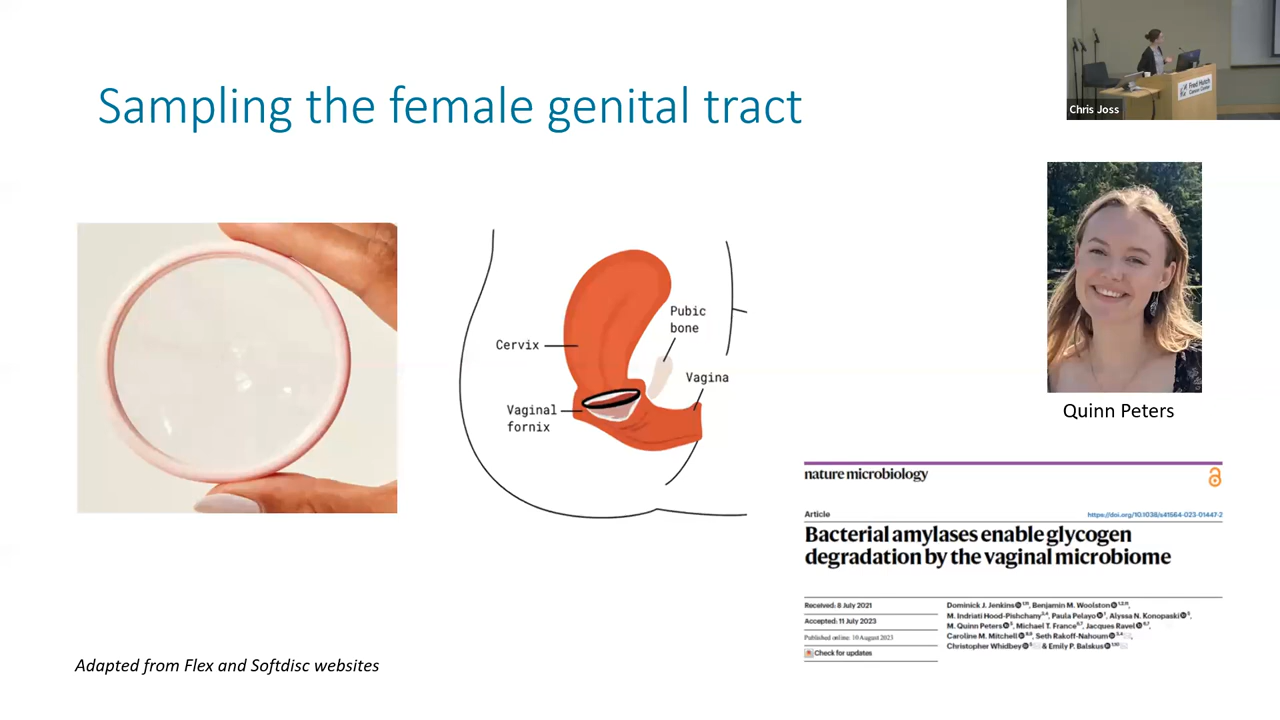 Sampling the female genital tract
Chris Joss
Fred Hutch
Cancer Center
Pubic
bone
Cervix
Vagina
Vaginal
fornix
Quinn Peters
nature microbiology
Article
https://doi.org/10.1038/s41564-023-01447-2
Bacterial amylases enable glycogen
degradation by the vaginal microbiome
Received: 8 July 2021
Accepted: 11 July 2023
Published online: 10 August 2023
Check for updates
Dominick J. Jenkins, Benjamin M. Woolston,
M. Indriati Hood-Pishchany, Paula Pelayo, Alyssa N. Konopaski,
M. Quinn Peters, Michael T. France, Jacques Ravel,
Caroline M. Mitchell, Seth Rakoff-Nahoum,
Christopher Whidbey & Emily P. Balskus
Adapted from Flex and Softdisc websites